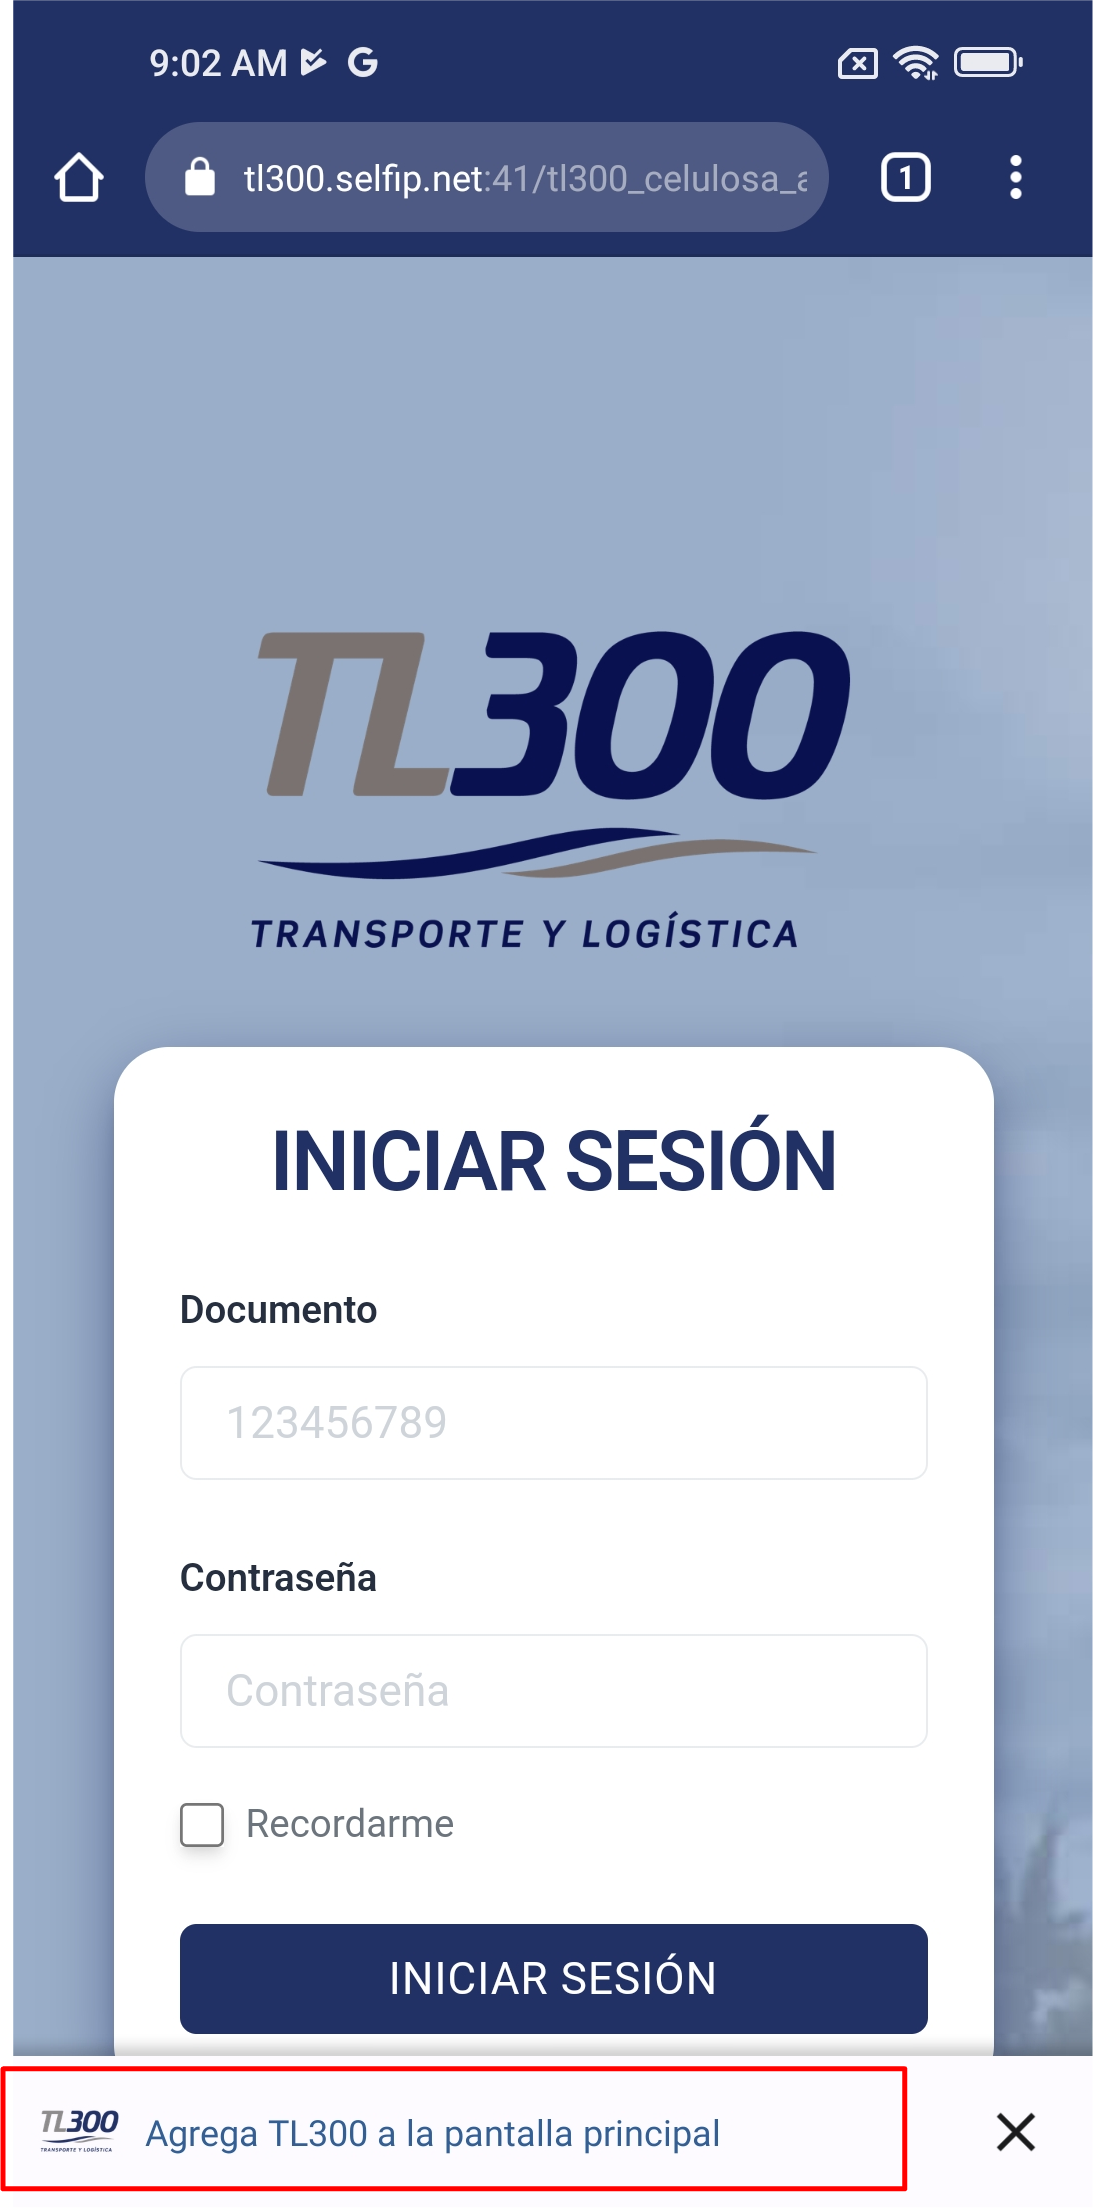 9:02 AM
tl300.selfip.net:41/tl300_celulosa_a
1
TL300
TRANSPORTE Y LOGÍSTICA
INICIAR SESIÓN
Documento
123456789
Contraseña
Contraseña
Recordarme
INICIAR SESIÓN
TL300
TRANSPORTE Y LOGÍSTICA
Agrega TL300 a la pantalla principal